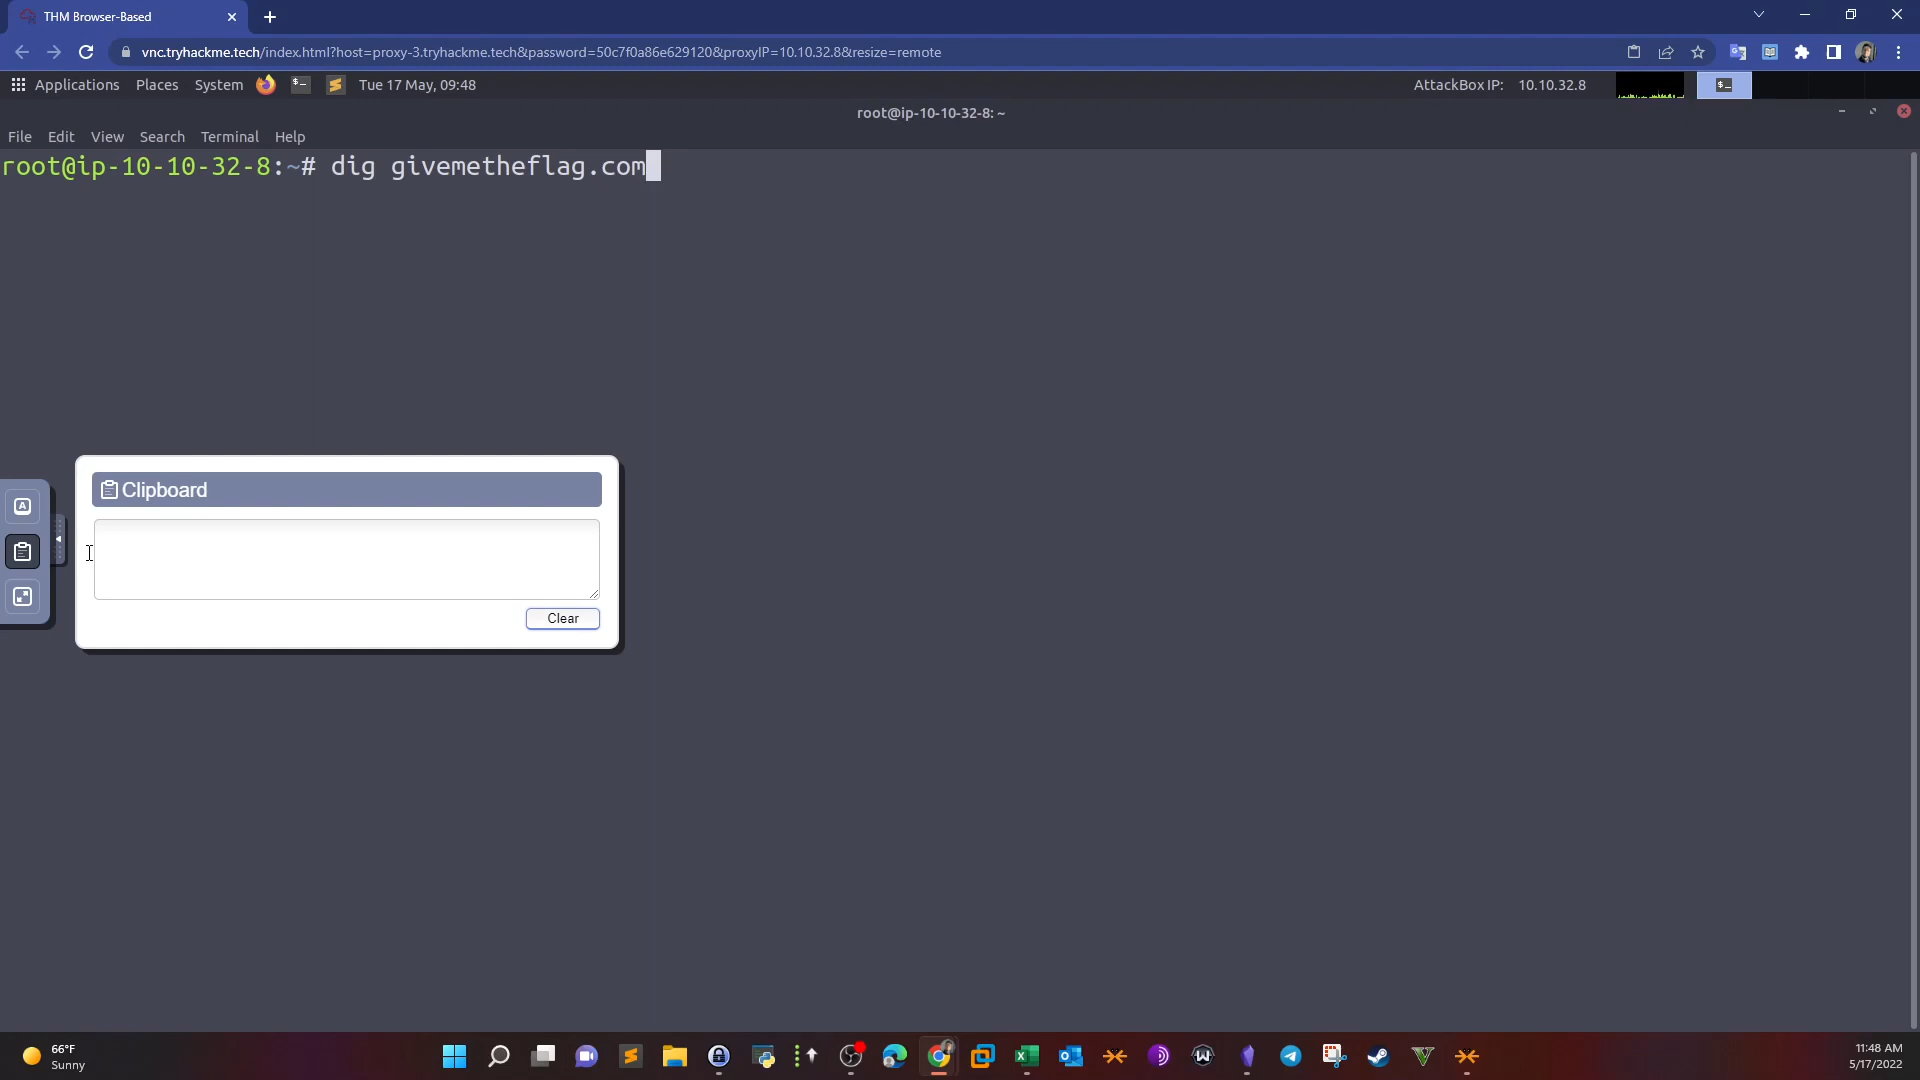 THM Browser-Based
vnc.tryhackme.tech/index.html?host=proxy-3.tryhackme.tech&password=50c7f0a86e629120&proxyIP=10.10.32.8&resize=remote
Applications Places System Tue 17 May, 09:48 AttackBox IP: 10.10.32.8
root@ip-10-10-32-8: ~
File Edit View Search Terminal Help
root@ip-10-10-32-8:~# dig givemetheflag.com
Clipboard
Clear
66°F
Sunny
11:48 AM
5/17/2022